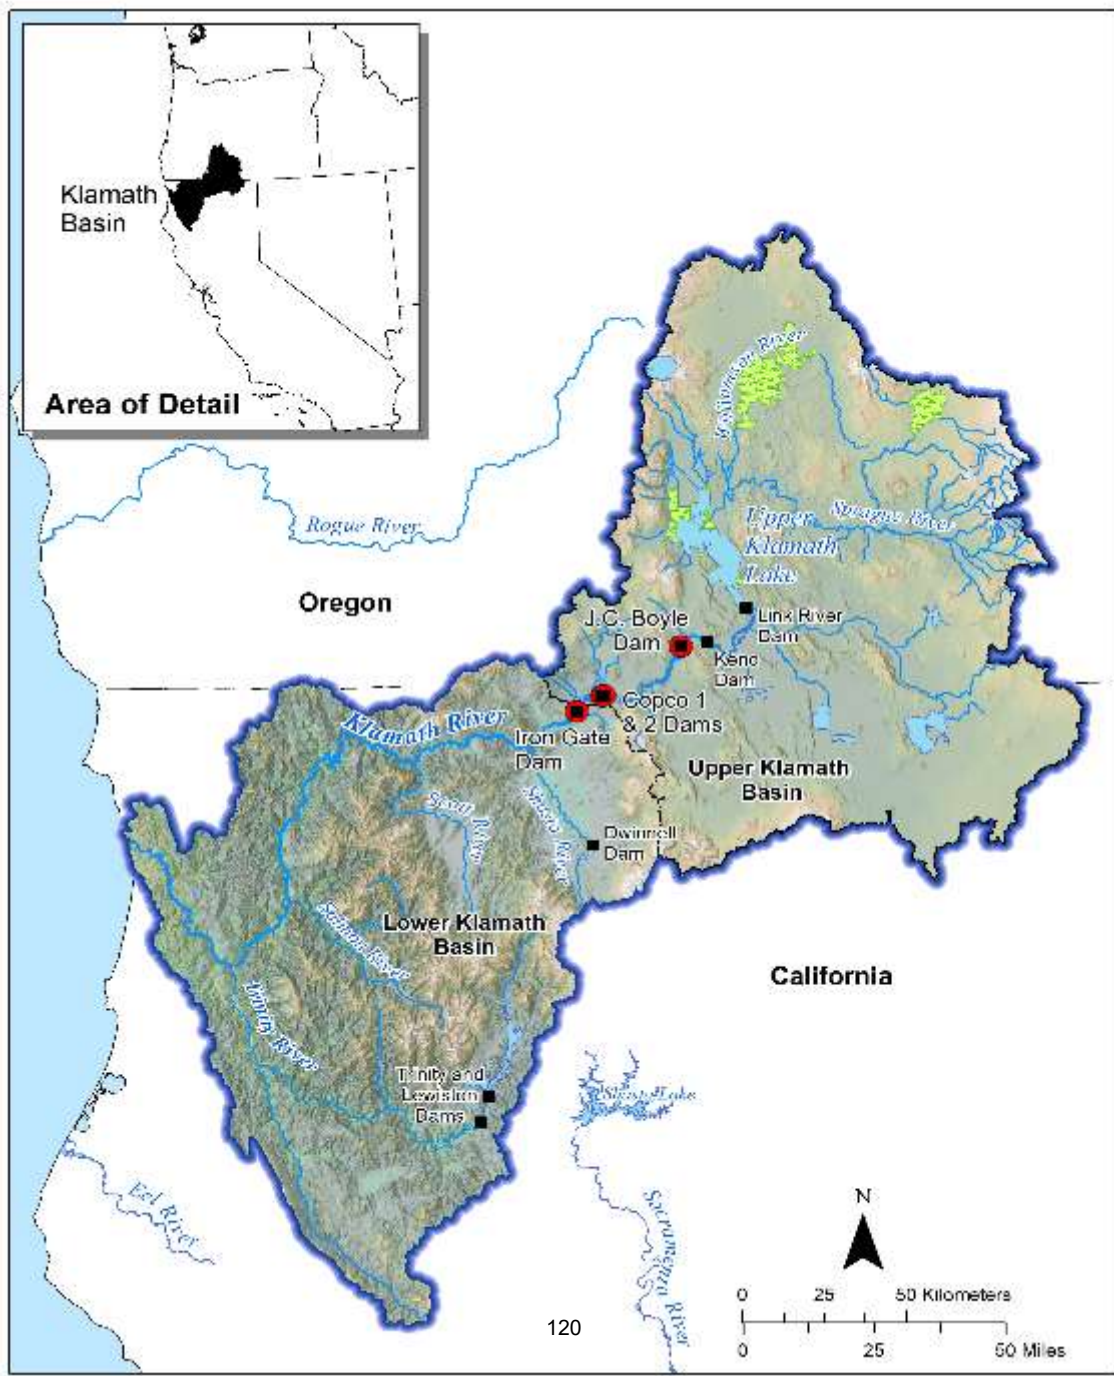 Klamath
Basin
Area of Detail
Williamson River
Rogue River
Upper
Klamath
Lake
Sprague River
Oregon
J.C. Boyle
Dam
Link River
Dam
Keno
Dam
Klamath River
Copco 1
& 2 Dams
Iron Gate
Dam
Upper Klamath
Basin
Scott River
Shasta River
Dwinnell
Dam
Lower Klamath
Basin
Salmon River
California
Trinity River
Trinity and
Lewiston
Dams
Shasta Lake
Eel River
Sacramento River
N
0 25 50 Kilometers
0 25 50 Miles
120